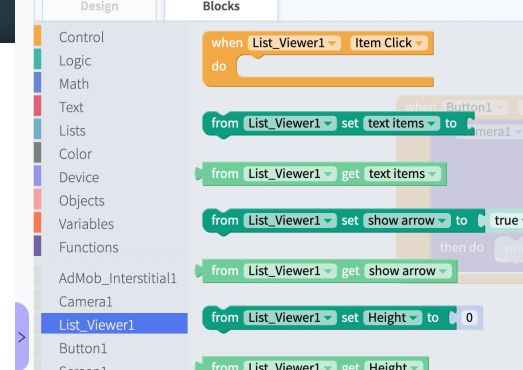 Design
Blocks
Control
Logic
Math
Text
Lists
Color
Device
Objects
Variables
Functions
AdMob_Interstitial1
Camera1
List_Viewer1
Button1
Screen1
when List_Viewer1 Item Click
do
when Button1
from List_Viewer1 set text items to
mera1
from List_Viewer1 get text items
from List_Viewer1 set show arrow to true
then do wh
from List_Viewer1 get show arrow
from List_Viewer1 set Height to 0
from List_Viewer1 get Height